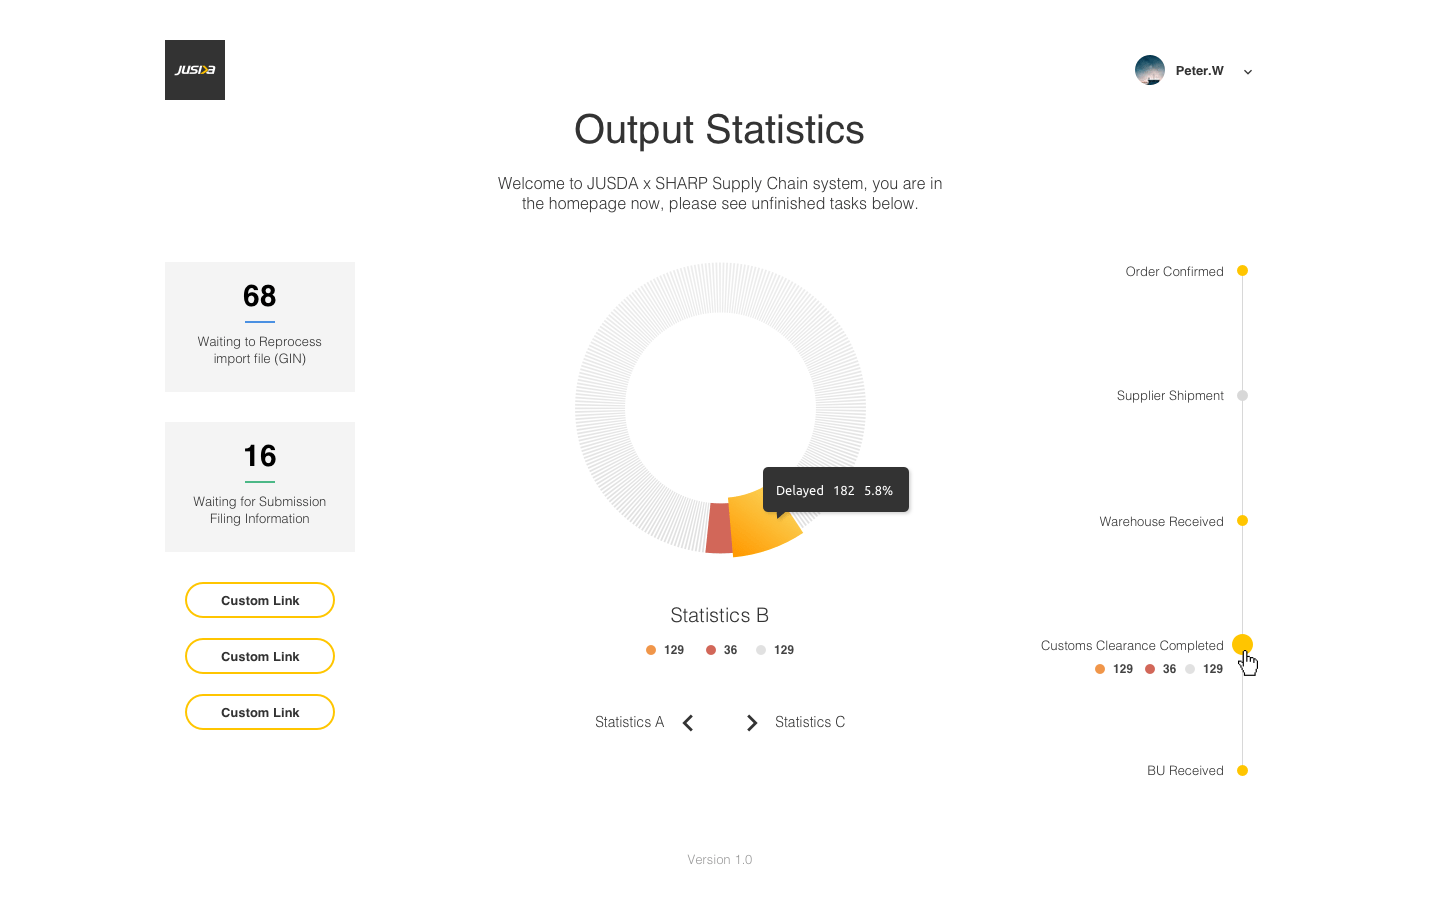 JUSDA
Peter.W
Output Statistics
Welcome to JUSDA x SHARP Supply Chain system, you are in
the homepage now, please see unfinished tasks below.
68
Waiting to Reprocess
import file (GIN)
16
Waiting for Submission
Filing Information
Custom Link
Custom Link
Custom Link
Delayed 182 5.8%
Statistics B
129 36 129
Statistics A
Statistics C
Order Confirmed
Supplier Shipment
Warehouse Received
Customs Clearance Completed
129 36 129
BU Received
Version 1.0